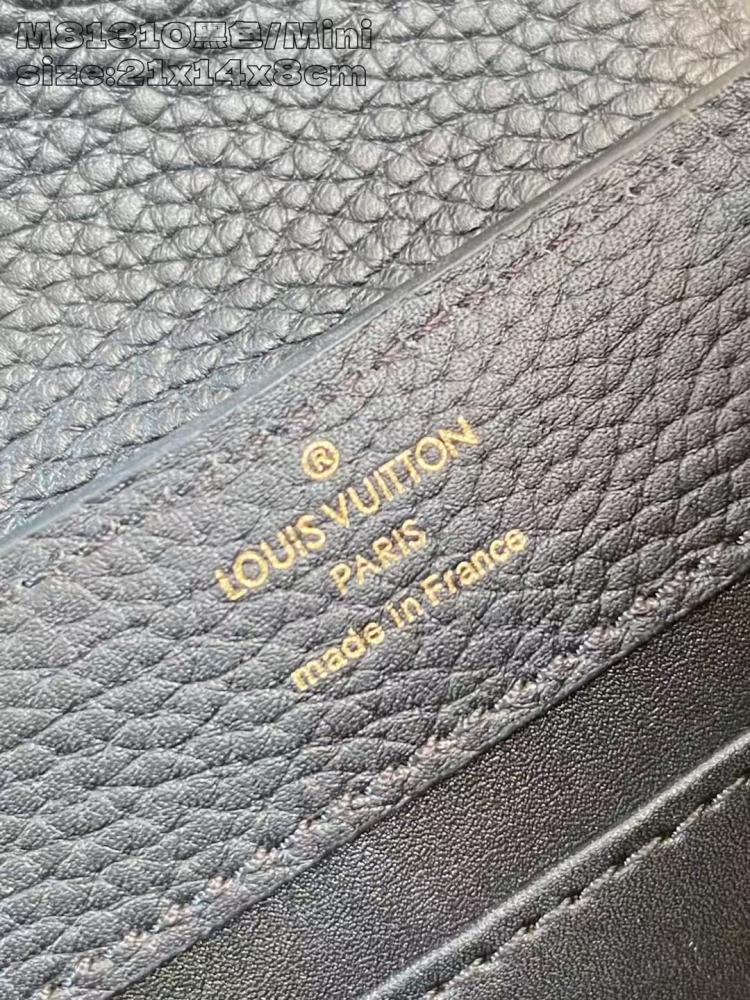 M81310黑色/Mini
size:21x14x8cm
®
LOUIS VUITTON
PARIS
made in France